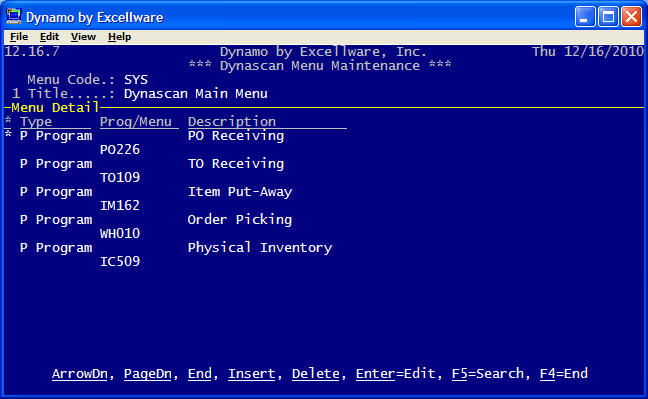 Dynamo by Excellware
File Edit View Help
12.16.7 Dynamo by Excellware, Inc. Thu 12/16/2010
*** Dynascan Menu Maintenance ***
Menu Code.: SYS
1 Title.....: Dynascan Main Menu
Menu Detail
* Type Prog/Menu Description
* P Program PO Receiving
PO226
P Program TO Receiving
TO109
P Program Item Put-Away
IM162
P Program Order Picking
WH010
P Program Physical Inventory
IC509
ArrowDn, PageDn, End, Insert, Delete, Enter=Edit, F5=Search, F4=End